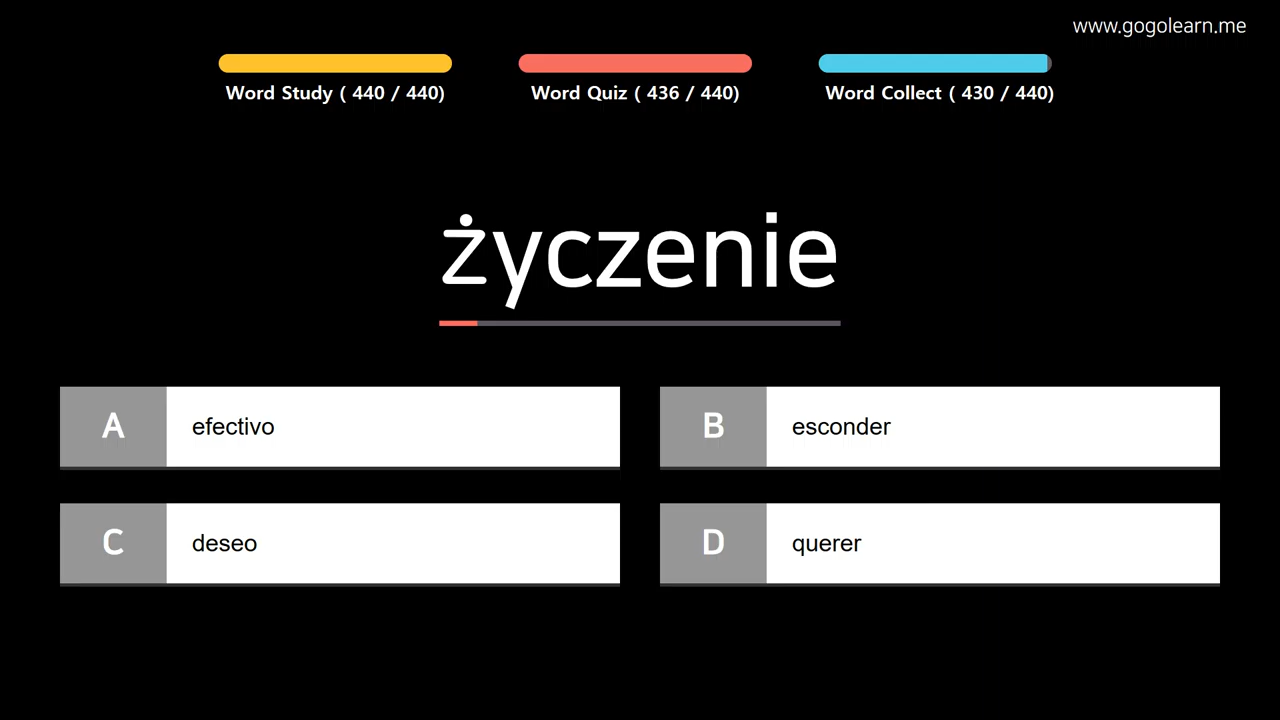 www.gogolearn.me
Word Study ( 440 / 440)
Word Quiz ( 436 / 440)
Word Collect ( 430 / 440)
życzenie
A efectivo
B esconder
C deseo
D querer